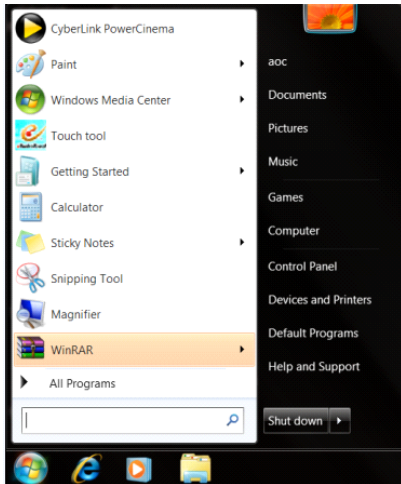 CyberLink PowerCinema
Paint
Windows Media Center
Touch tool
Getting Started
Calculator
Sticky Notes
Snipping Tool
Magnifier
WinRAR
All Programs
aoc
Documents
Pictures
Music
Games
Computer
Control Panel
Devices and Printers
Default Programs
Help and Support
Shut down